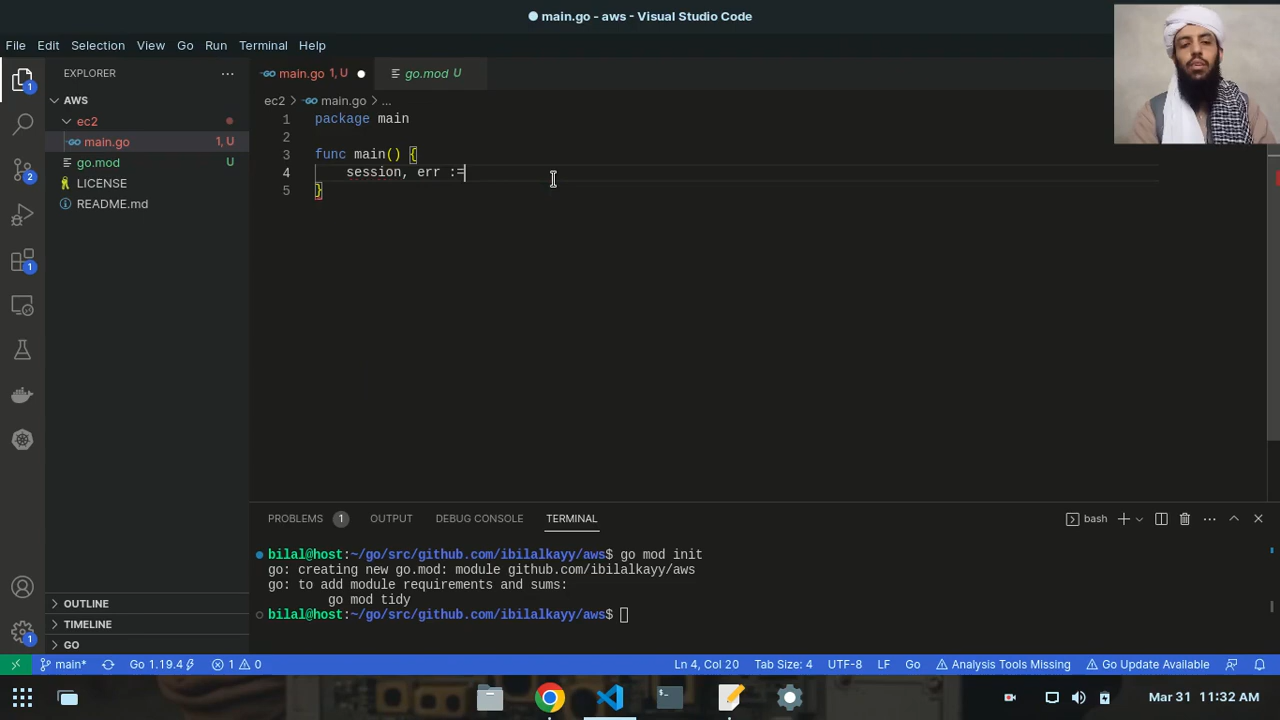 main.go - aws - Visual Studio Code
File Edit Selection View Go Run Terminal Help
EXPLORER
main.go 1, U
go.mod U
AWS
ec2
main.go 1, U
go.mod U
LICENSE
README.md
ec2 > main.go > ...
1 package main
2
3 func main() {
4 session, err :=
5 }
PROBLEMS 1 OUTPUT DEBUG CONSOLE TERMINAL
bash
bilal@host:~/go/src/github.com/ibilalkayy/aws$ go mod init
go: creating new go.mod: module github.com/ibilalkayy/aws
go: to add module requirements and sums:
go mod tidy
bilal@host:~/go/src/github.com/ibilalkayy/aws$
OUTLINE
TIMELINE
GO
1
2
1
1
main* Go 1.19.4 1 0 Ln 4, Col 20 Tab Size: 4 UTF-8 LF Go Analysis Tools Missing Go Update Available
Mar 31 11:32 AM